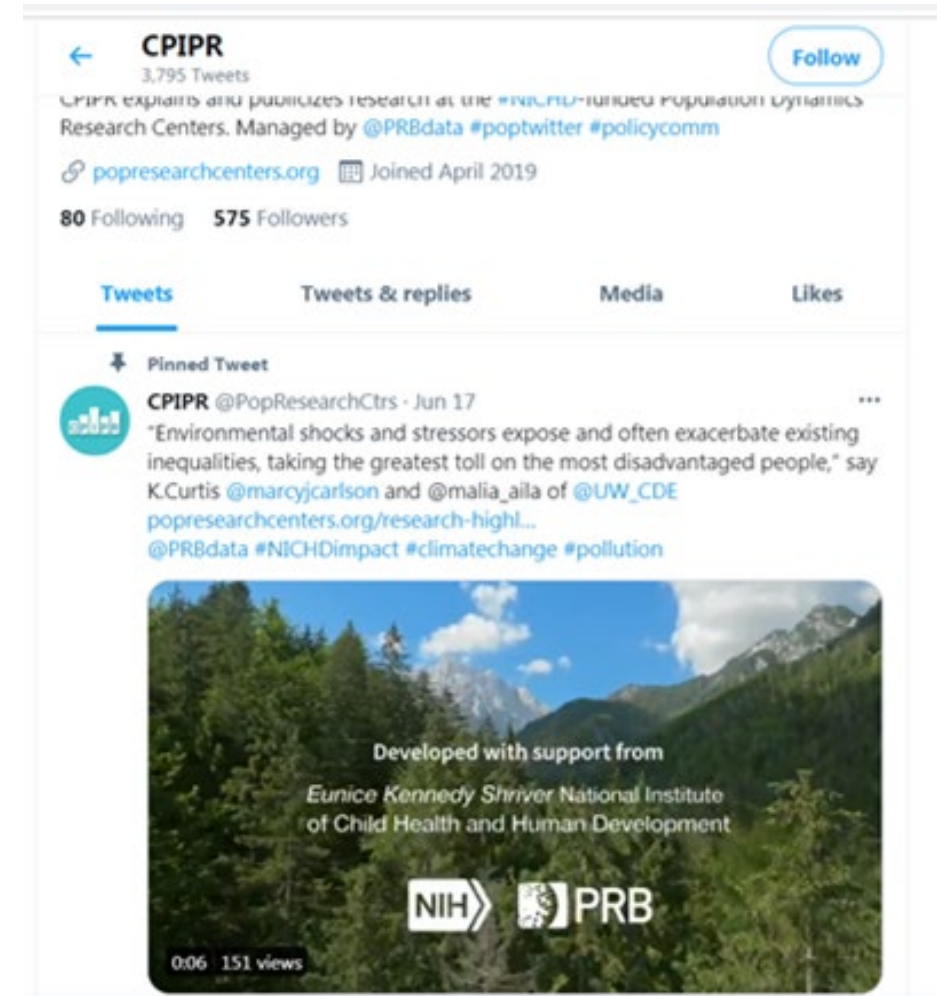 CPIPR
Follow
3,795 Tweets
CPIPR explains and publicizes research at the #NICHD-funded Population Dynamics
Research Centers. Managed by @PRBdata #poptwitter #policycomm
popresearchcenters.org Joined April 2019
80 Following 575 Followers
Tweets Tweets & replies Media Likes
Pinned Tweet
CPIPR @PopResearchCtrs · Jun 17 ...
"Environmental shocks and stressors expose and often exacerbate existing
inequalities, taking the greatest toll on the most disadvantaged people," say
K.Curtis @marcyjcarlson and @malia_aila of @UW_CDE
popresearchcenters.org/research-highl...
@PRBdata #NICHDimpact #climatechange #pollution
Developed with support from
Eunice Kennedy Shriver National Institute
of Child Health and Human Development
NIH PRB
0:06 151 views